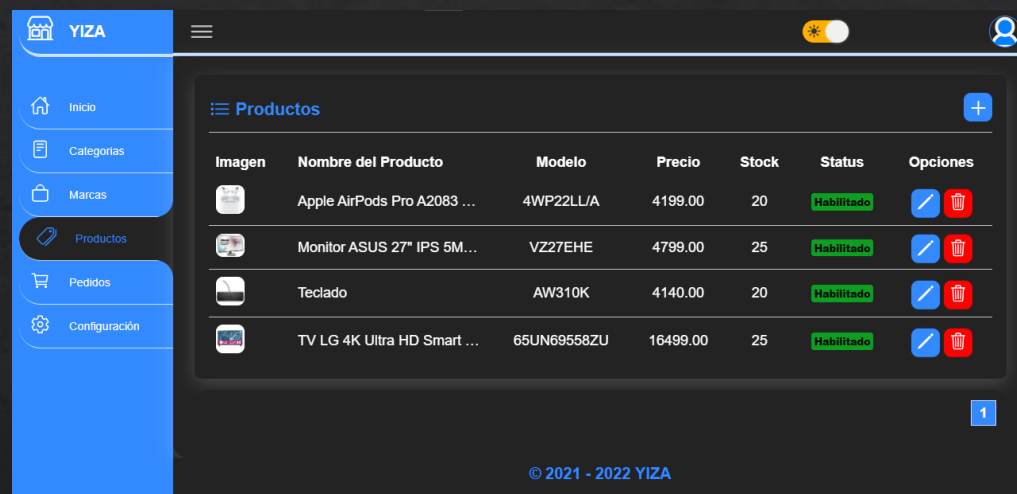 YIZA
Inicio
Categorias
Marcas
Productos
Pedidos
Configuración
Productos
Imagen Nombre del Producto Modelo Precio Stock Status Opciones
Apple AirPods Pro A2083 ... 4WP22LL/A 4199.00 20 Habilitado
Monitor ASUS 27" IPS 5M... VZ27EHE 4799.00 25 Habilitado
Teclado AW310K 4140.00 20 Habilitado
TV LG 4K Ultra HD Smart ... 65UN69558ZU 16499.00 25 Habilitado
1
© 2021 - 2022 YIZA